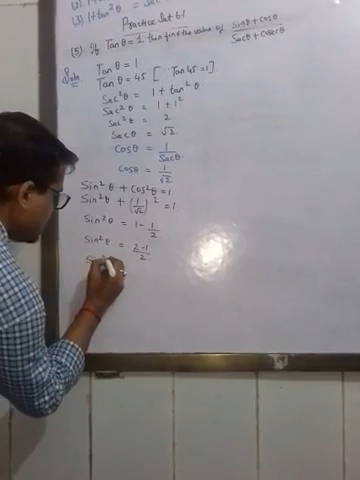 (3) 1+tan²θ = Sec
Practice Set 6.1
(5). If Tanθ = 1 then find the value of (sinθ + cosθ)/(Secθ + Cosecθ)
Soln. Tanθ = 1.
Tanθ = 45 [ Tan45 = 1].
Sec²θ = 1 + tan²θ
Sec²θ = 1 + 1²
Sec²θ = 2
Secθ = √2.
Cosθ = 1/Secθ.
Cosθ = 1/√2.
Sin²θ + Cos²θ = 1
Sin²θ + (1/√2)² = 1
Sin²θ = 1 - 1/2
Sin²θ = (2-1)/2